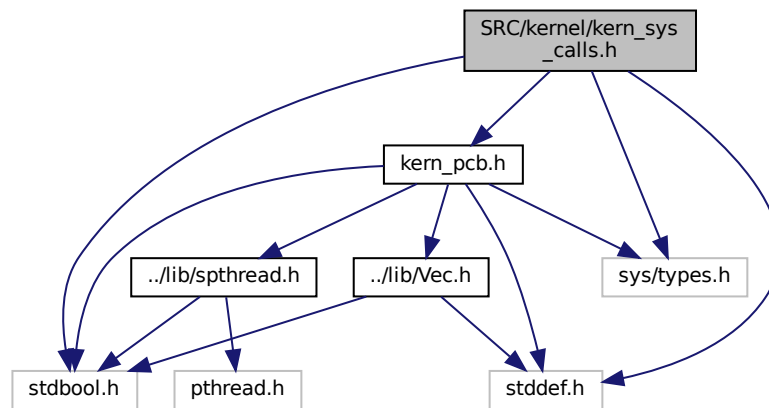 SRC/kernel/kern_sys
_calls.h
kern_pcb.h
../lib/spthread.h
../lib/Vec.h
sys/types.h
stdbool.h
pthread.h
stddef.h